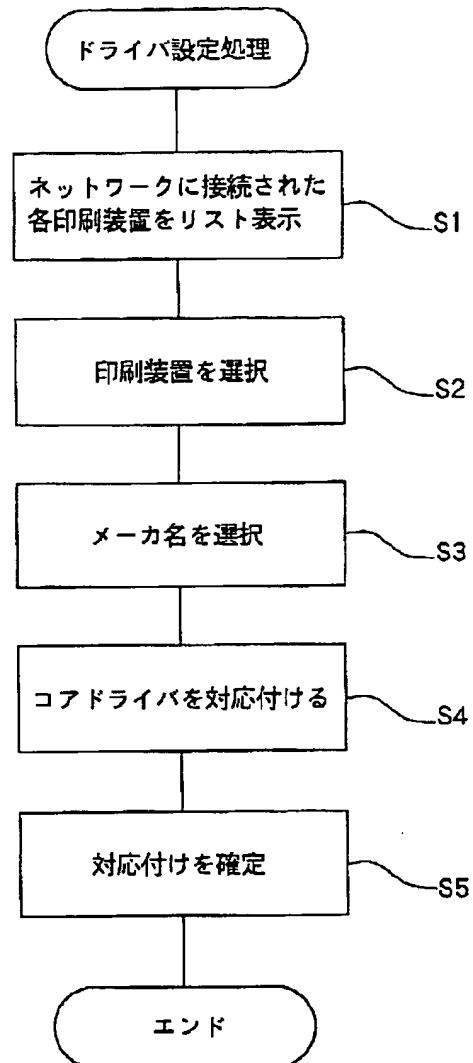 ドライバ設定処理
ネットワークに接続された
各印刷装置をリスト表示
S1
印刷装置を選択
S2
メーカ名を選択
S3
コアドライバを対応付ける
S4
対応付けを確定
S5
エンド